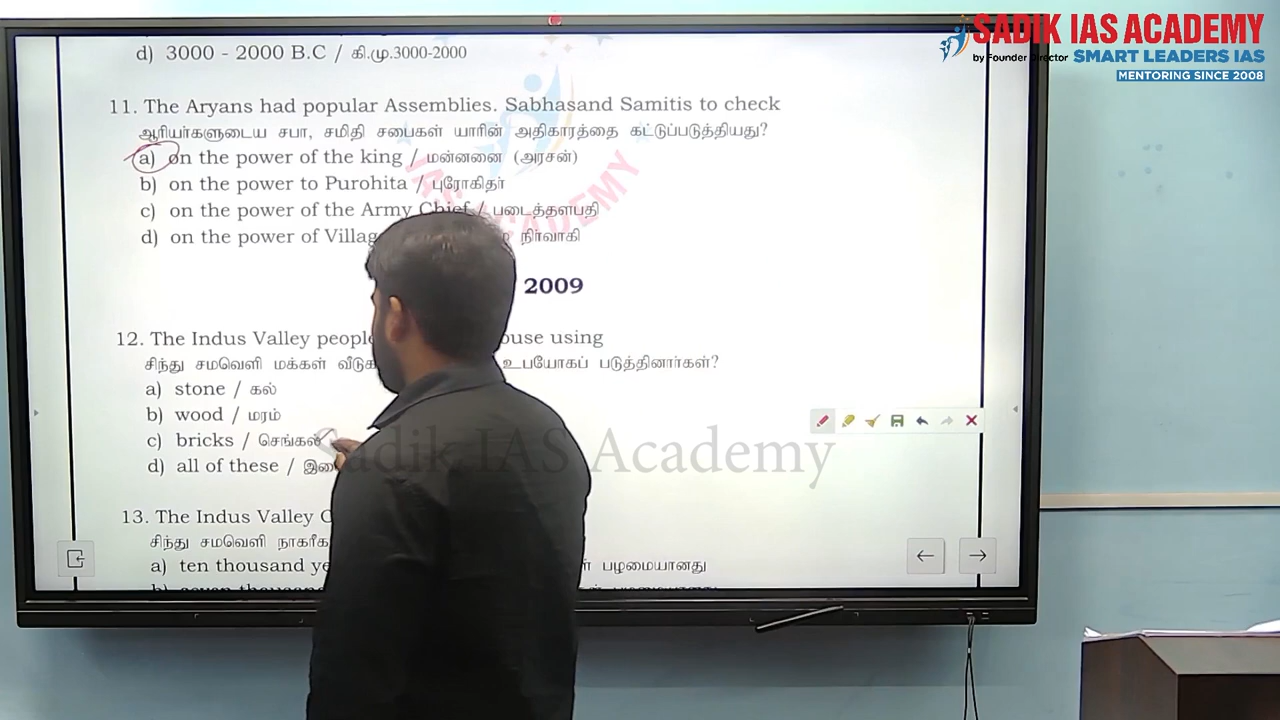 SADIK IAS ACADEMY
by Founder Director SMART LEADERS IAS
MENTORING SINCE 2008
d) 3000 - 2000 B.C / கி.மு.3000-2000
11. The Aryans had popular Assemblies. Sabhasand Samitis to check
ஆரியர்களுடைய சபா, சமிதி சபைகள் யாரின் அதிகாரத்தை கட்டுப்படுத்தியது?
a) on the power of the king / மன்னனை (அரசன்)
b) on the power to Purohita / புரோகிதர்
c) on the power of the Army Chief / படைத்தளபதி
d) on the power of நிர்வாகி
ACADEMY
2009
12. The Indus Valley using
சிந்து சமவெளி மக்கள் உபயோகப் படுத்தினார்கள்?
a) stone / கல்
b) wood / மரம்
c) bricks / செங்கல்
d) all of these /
Sadik IAS Academy
13. The Indus Valley
சிந்து சமவெளி
a) ten thousand பழமையானது